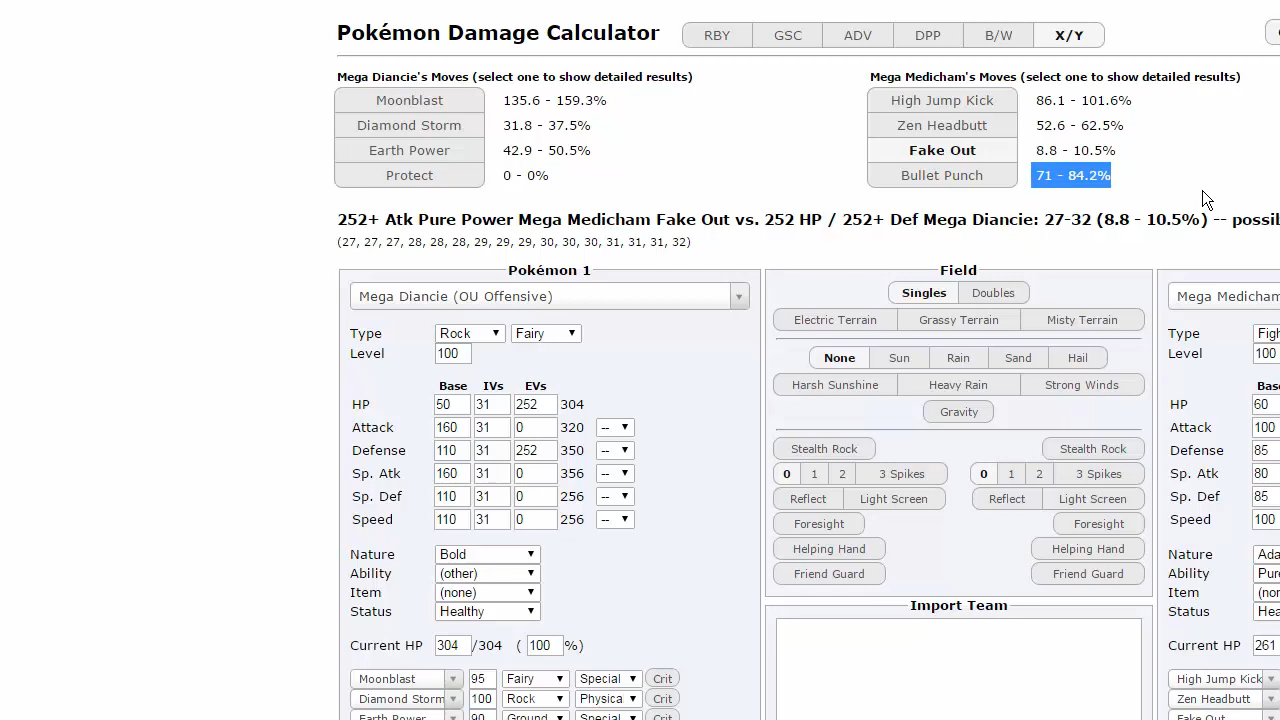 Pokémon Damage Calculator RBY GSC ADV DPP B/W X/Y
Mega Diancie's Moves (select one to show detailed results) Mega Medicham's Moves (select one to show detailed results)
Moonblast 135.6 - 159.3% High Jump Kick 86.1 - 101.6%
Diamond Storm 31.8 - 37.5% Zen Headbutt 52.6 - 62.5%
Earth Power 42.9 - 50.5% Fake Out 8.8 - 10.5%
Protect 0 - 0% Bullet Punch 71 - 84.2%
252+ Atk Pure Power Mega Medicham Fake Out vs. 252 HP / 252+ Def Mega Diancie: 27-32 (8.8 - 10.5%) -- possil
(27, 27, 27, 28, 28, 28, 29, 29, 29, 30, 30, 30, 31, 31, 31, 32)
Pokémon 1
Mega Diancie (OU Offensive)
Type Rock Fairy
Level 100
Base IVs EVs
HP 50 31 252 304
Attack 160 31 0 320 --
Defense 110 31 252 350 --
Sp. Atk 160 31 0 356 --
Sp. Def 110 31 0 256 --
Speed 110 31 0 256 --
Nature Bold
Ability (other)
Item (none)
Status Healthy
Current HP 304 /304 ( 100 %)
Moonblast 95 Fairy Special Crit
Diamond Storm 100 Rock Physica Crit
Earth Power 90 Ground Special Crit
Field
Singles Doubles
Electric Terrain Grassy Terrain Misty Terrain
None Sun Rain Sand Hail
Harsh Sunshine Heavy Rain Strong Winds
Gravity
Stealth Rock Stealth Rock
0 1 2 3 Spikes 0 1 2 3 Spikes
Reflect Light Screen Reflect Light Screen
Foresight Foresight
Helping Hand Helping Hand
Friend Guard Friend Guard
Import Team
Mega Medicham
Type Figh
Level 100
Base
HP 60
Attack 100
Defense 85
Sp. Atk 80
Sp. Def 85
Speed 100
Nature Ada
Ability Pure
Item (non
Status Hea
Current HP 261
High Jump Kick
Zen Headbutt
Fake Out